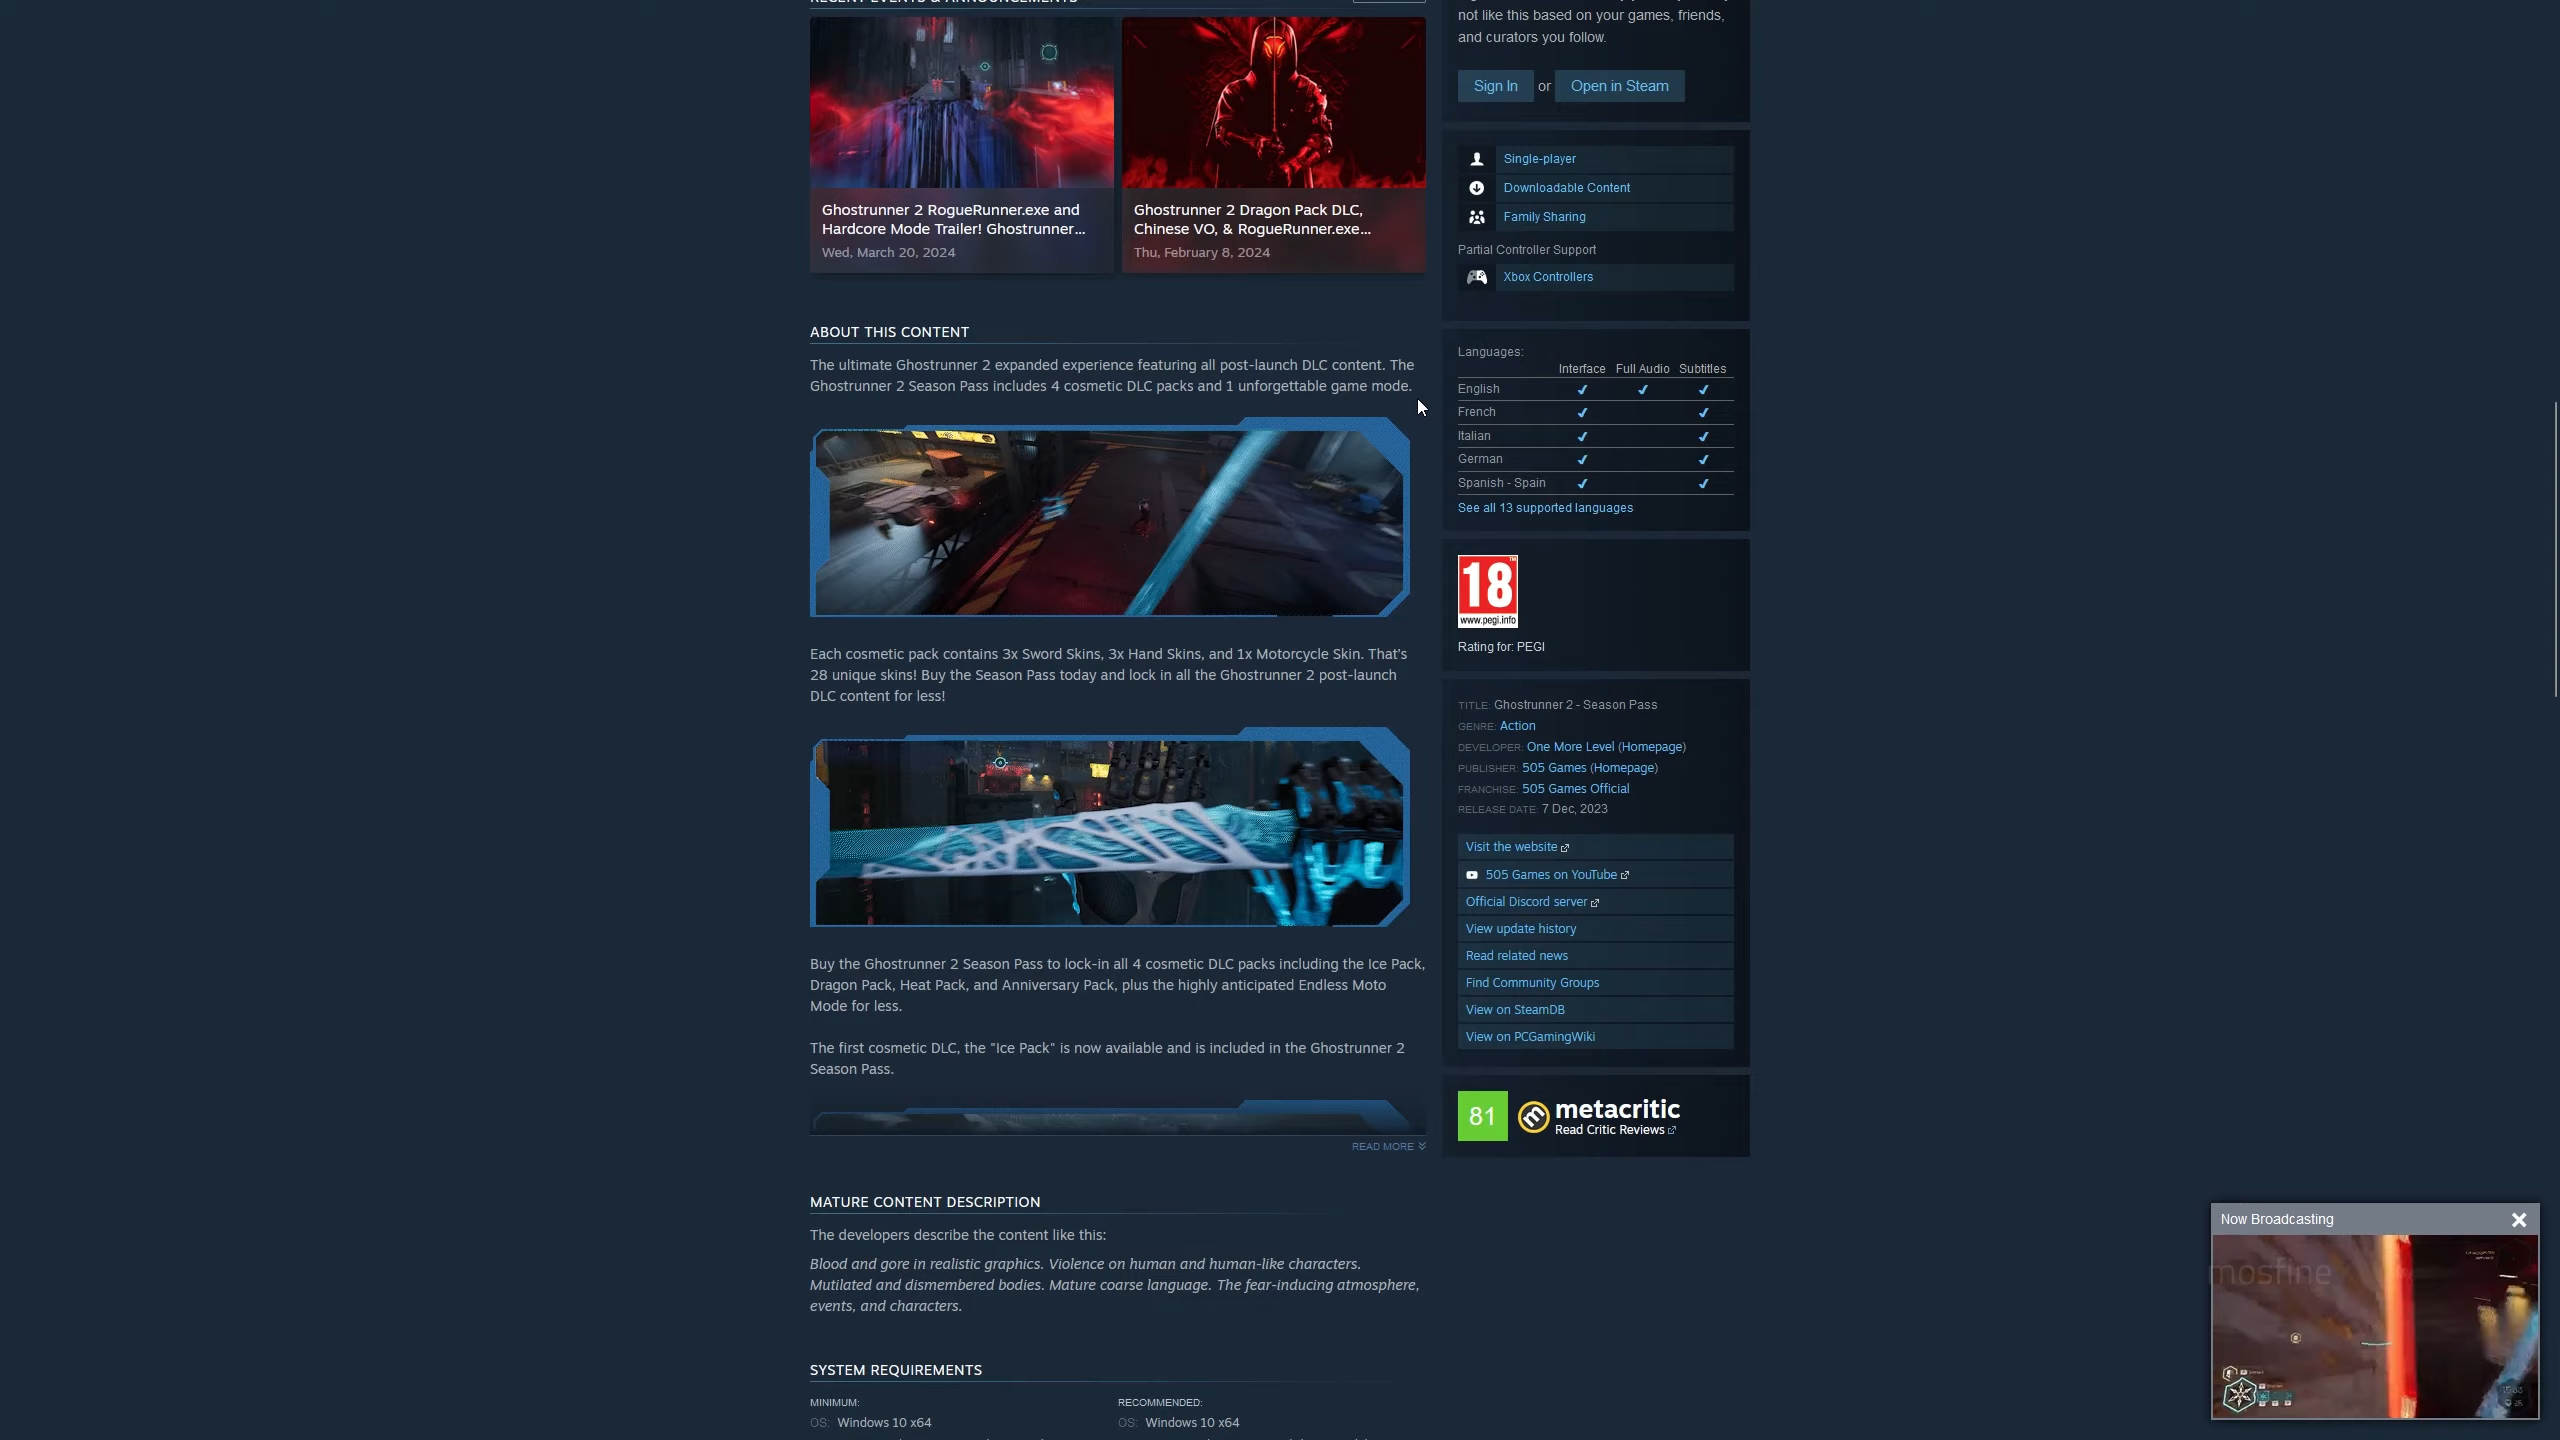 RECENT EVENTS & ANNOUNCEMENTS
Ghostrunner 2 RogueRunner.exe and
Hardcore Mode Trailer! Ghostrunner...
Wed, March 20, 2024
Ghostrunner 2 Dragon Pack DLC,
Chinese VO, & RogueRunner.exe...
Thu, February 8, 2024
ABOUT THIS CONTENT
The ultimate Ghostrunner 2 expanded experience featuring all post-launch DLC content. The
Ghostrunner 2 Season Pass includes 4 cosmetic DLC packs and 1 unforgettable game mode.
Each cosmetic pack contains 3x Sword Skins, 3x Hand Skins, and 1x Motorcycle Skin. That's
28 unique skins! Buy the Season Pass today and lock in all the Ghostrunner 2 post-launch
DLC content for less!
Buy the Ghostrunner 2 Season Pass to lock-in all 4 cosmetic DLC packs including the Ice Pack,
Dragon Pack, Heat Pack, and Anniversary Pack, plus the highly anticipated Endless Moto
Mode for less.
The first cosmetic DLC, the "Ice Pack" is now available and is included in the Ghostrunner 2
Season Pass.
READ MORE
MATURE CONTENT DESCRIPTION
The developers describe the content like this:
Blood and gore in realistic graphics. Violence on human and human-like characters.
Mutilated and dismembered bodies. Mature coarse language. The fear-inducing atmosphere,
events, and characters.
SYSTEM REQUIREMENTS
MINIMUM:
OS: Windows 10 x64
RECOMMENDED:
OS: Windows 10 x64
not like this based on your games, friends,
and curators you follow.
Sign In or Open in Steam
Single-player
Downloadable Content
Family Sharing
Partial Controller Support
Xbox Controllers
Languages:
Interface Full Audio Subtitles
English ✔ ✔ ✔
French ✔ ✔
Italian ✔ ✔
German ✔ ✔
Spanish - Spain ✔ ✔
See all 13 supported languages
18
www.pegi.info
Rating for: PEGI
TITLE: Ghostrunner 2 - Season Pass
GENRE: Action
DEVELOPER: One More Level (Homepage)
PUBLISHER: 505 Games (Homepage)
FRANCHISE: 505 Games Official
RELEASE DATE: 7 Dec, 2023
Visit the website
505 Games on YouTube
Official Discord server
View update history
Read related news
Find Community Groups
View on SteamDB
View on PCGamingWiki
81
metacritic
Read Critic Reviews
Now Broadcasting
mosfine